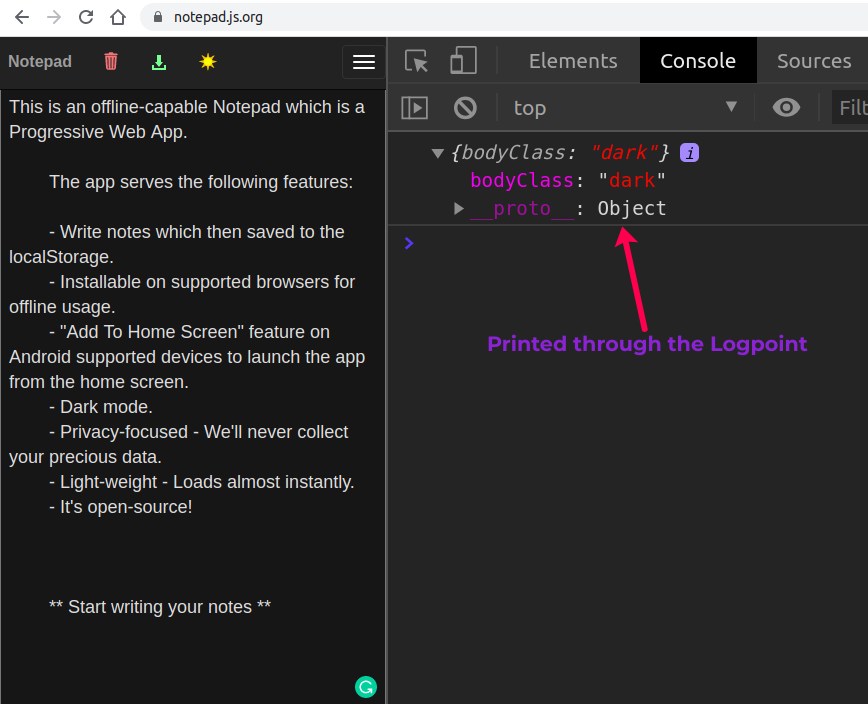 notepad.js.org
Notepad
This is an offline-capable Notepad which is a
Progressive Web App.
The app serves the following features:
- Write notes which then saved to the
localStorage.
- Installable on supported browsers for
offline usage.
- "Add To Home Screen" feature on
Android supported devices to launch the app
from the home screen.
- Dark mode.
- Privacy-focused - We'll never collect
your precious data.
- Light-weight - Loads almost instantly.
- It's open-source!
** Start writing your notes **
Elements Console Sources
top Filt
{bodyClass: "dark"} i
bodyClass: "dark"
__proto__: Object
Printed through the Logpoint